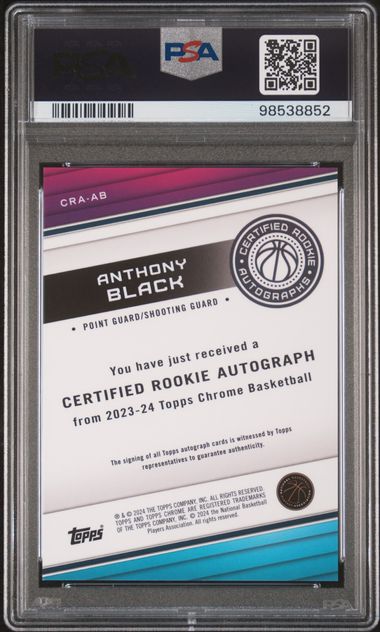 PSA
PSA
98538852
CRA-AB
ANTHONY
BLACK
• POINT GUARD/SHOOTING GUARD •
• CERTIFIED ROOKIE • AUTOGRAPHS
You have just received a
CERTIFIED ROOKIE AUTOGRAPH
from 2023-24 Topps Chrome Basketball
The signing of all Topps autograph cards is witnessed by Topps
representatives to guarantee authenticity.
® & © 2024 THE TOPPS COMPANY, INC. ALL RIGHTS RESERVED.
TOPPS AND TOPPS CHROME ARE REGISTERED TRADEMARKS
OF THE TOPPS COMPANY, INC. © 2024 the National Basketball
Players Association. All rights reserved.
topps
PSA